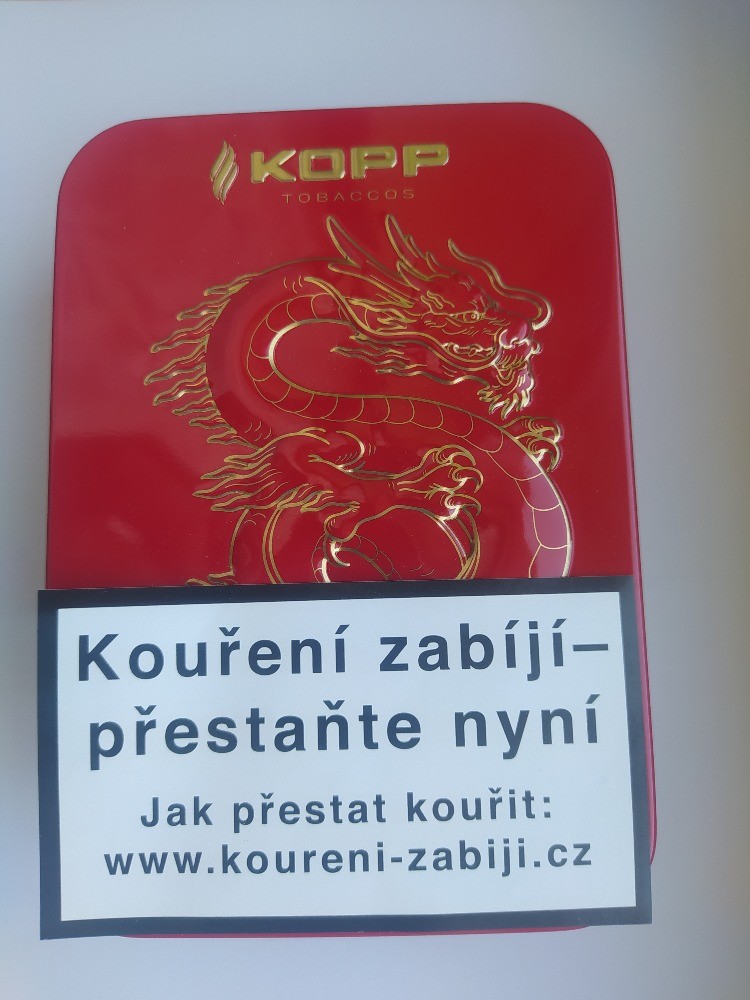 KOPP
TOBACCOS
Kouření zabíjí–
přestaňte nyní
Jak přestat kouřit:
www.koureni-zabiji.cz